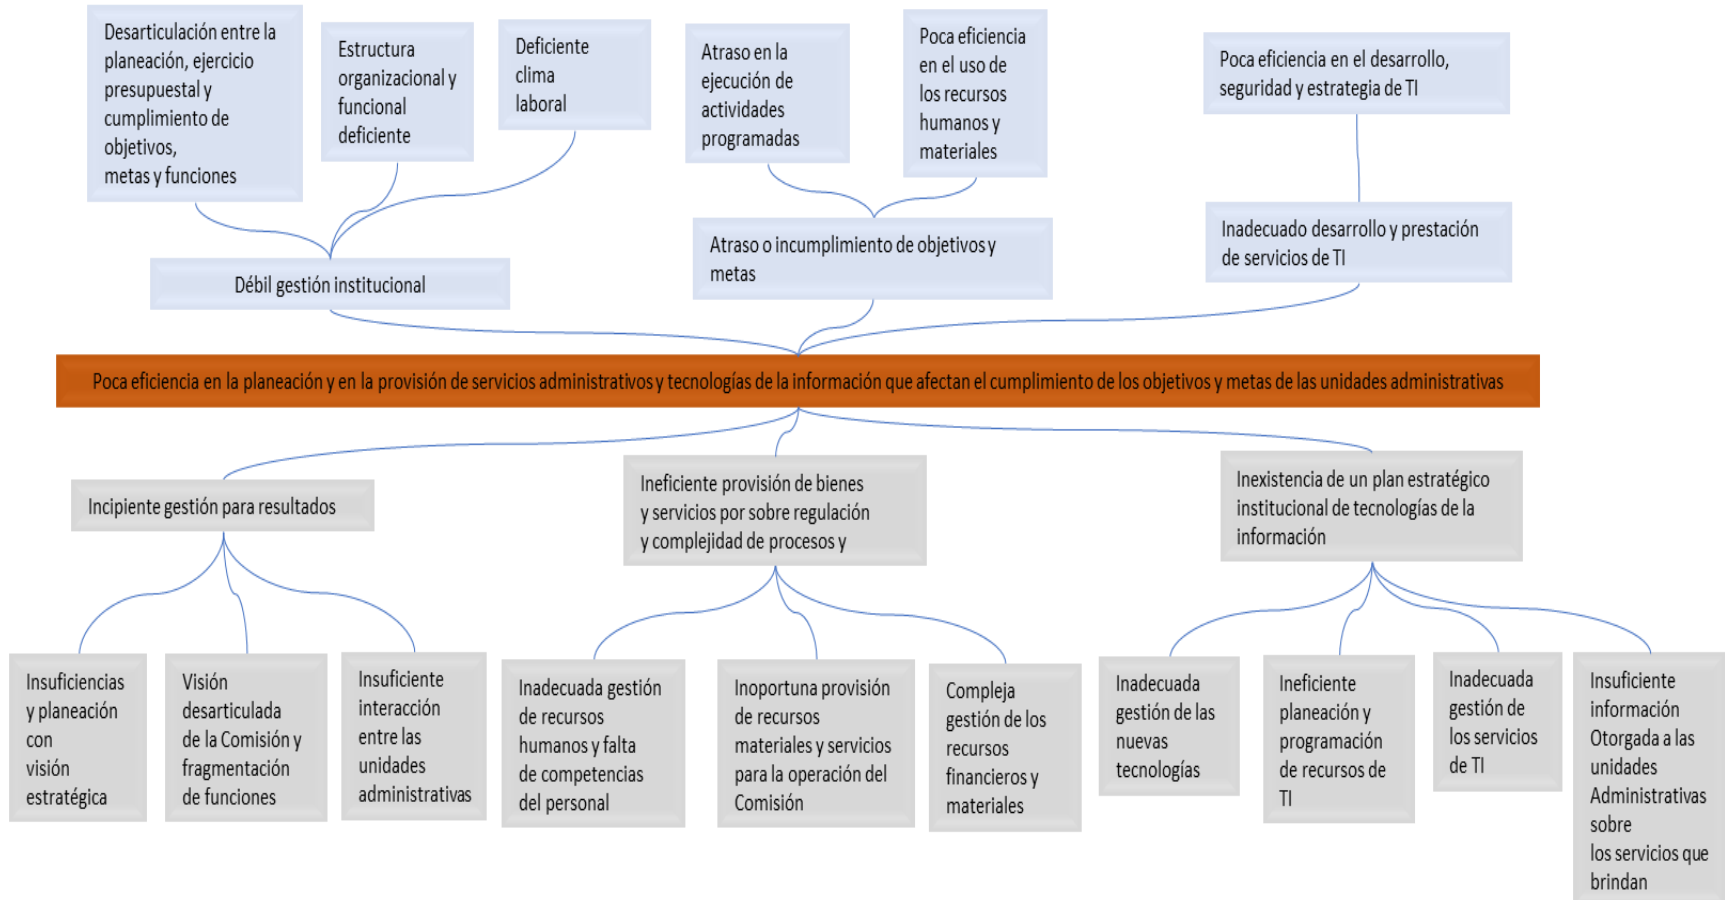 Desarticulación entre la
planeación, ejercicio
presupuestal y
cumplimiento de
objetivos,
metas y funciones
Estructura
organizacional y
funcional
deficiente
Deficiente
clima
laboral
Atraso en la
ejecución de
actividades
programadas
Poca eficiencia
en el uso de
los recursos
humanos y
materiales
Poca eficiencia en el desarrollo,
seguridad y estrategia de TI
Débil gestión institucional
Atraso o incumplimiento de objetivos y
metas
Inadecuado desarrollo y prestación
de servicios de TI
Poca eficiencia en la planeación y en la provisión de servicios administrativos y tecnologías de la información que afectan el cumplimiento de los objetivos y metas de las unidades administrativas
Incipiente gestión para resultados
Ineficiente provisión de bienes
y servicios por sobre regulación
y complejidad de procesos y
Inexistencia de un plan estratégico
institucional de tecnologías de la
información
Insuficiencias
y planeación
con
visión
estratégica
Visión
desarticulada
de la Comisión y
fragmentación
de funciones
Insuficiente
interacción
entre las
unidades
administrativas
Inadecuada gestión
de recursos
humanos y falta
de competencias
del personal
Inoportuna provisión
de recursos
materiales y servicios
para la operación del
Comisión
Compleja
gestión de los
recursos
financieros y
materiales
Inadecuada
gestión de las
nuevas
tecnologías
Ineficiente
planeación y
programación
de recursos de
TI
Inadecuada
gestión de
los servicios
de TI
Insuficiente
información
Otorgada a las
unidades
Administrativas
sobre
los servicios que
brindan